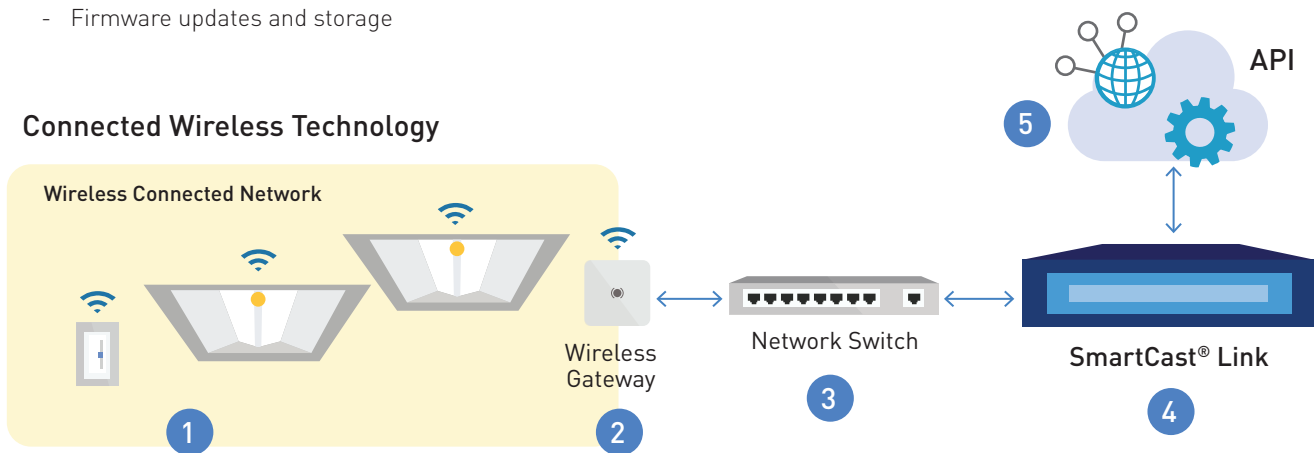 - Firmware updates and storage
API
5
Connected Wireless Technology
Wireless Connected Network
Wireless
Gateway
Network Switch
SmartCast® Link
1
2
3
4